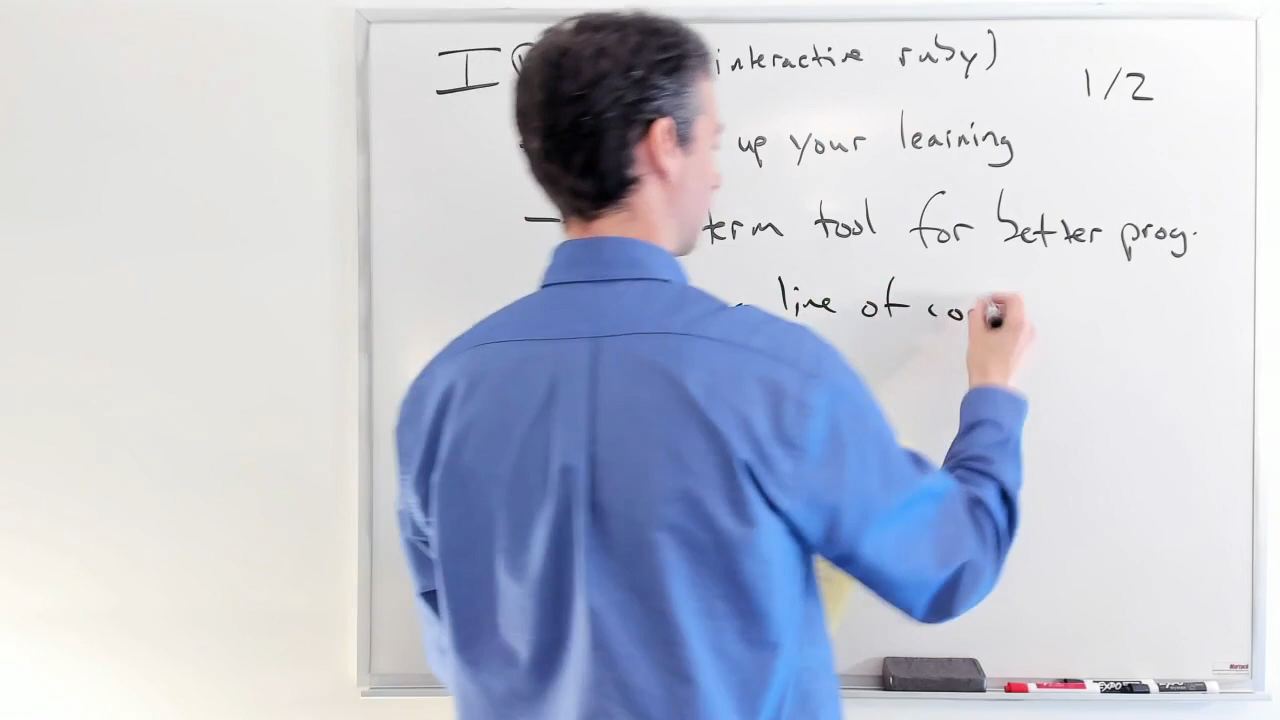 I interactive ruby) 1/2
up your learning
- term tool for better prog.
line of co
EXPO